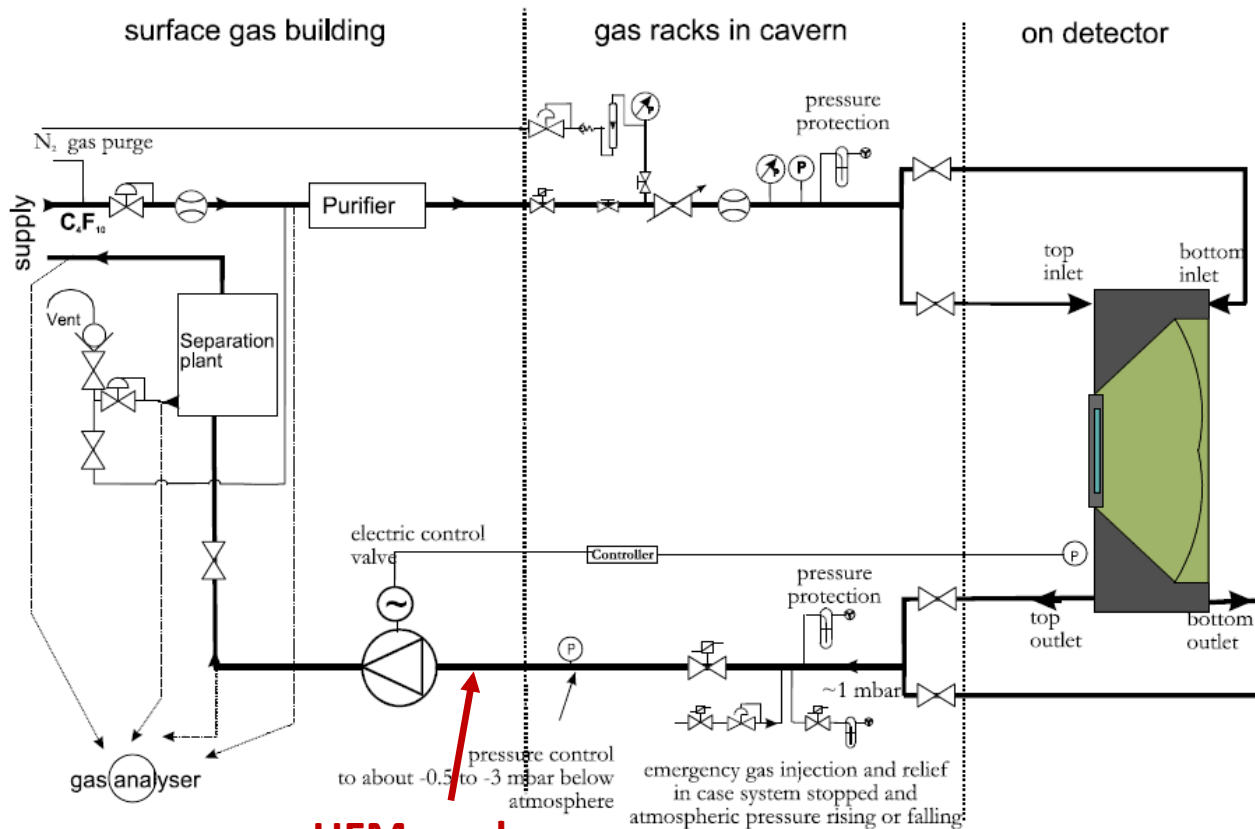 surface gas building
gas racks in cavern
on detector
N₂ gas purge
supply
C₄F₁₀
Purifier
P
P
pressure
protection
top
inlet
bottom
inlet
Vent
Separation
plant
electric control
valve
Controller
P
~
P
pressure
protection
~1 mbar
top
outlet
bottom
outlet
gas analyser
pressure control
to about -0.5 to -3 mbar below
atmosphere
emergency gas injection and relief
in case system stopped and
atmospheric pressure rising or falling